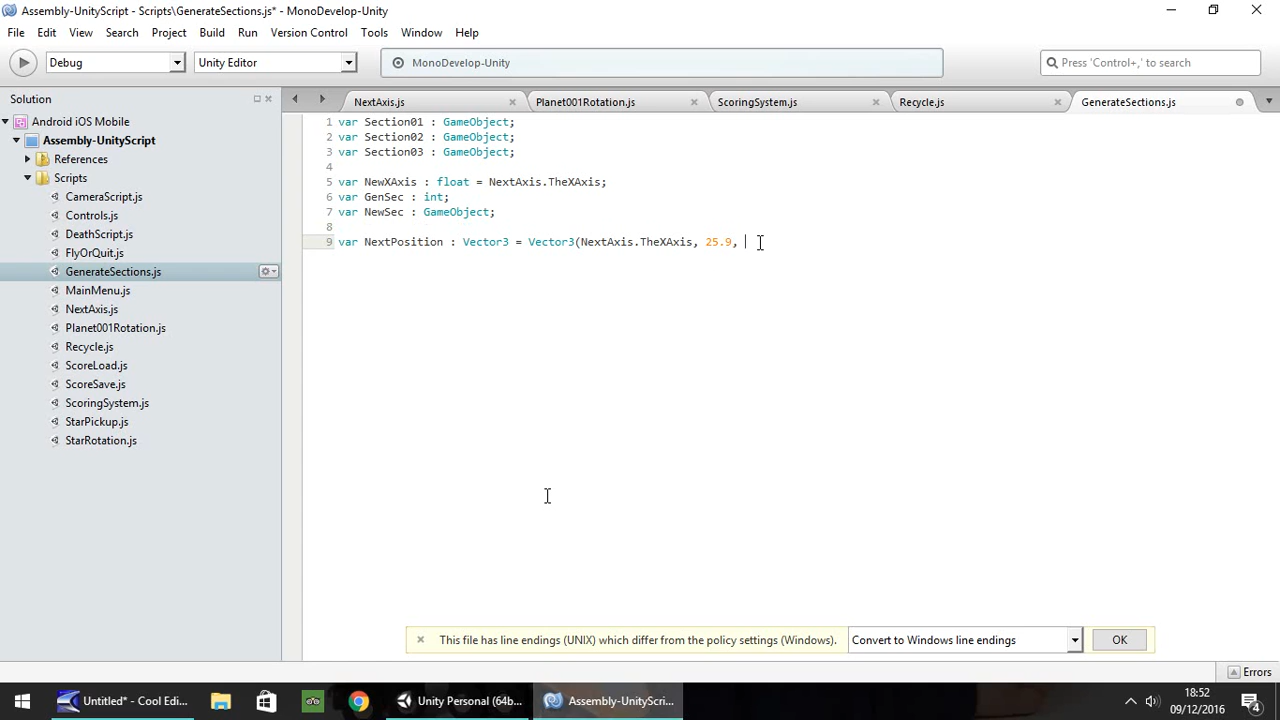 Assembly-UnityScript - Scripts\GenerateSections.js* - MonoDevelop-Unity
File Edit View Search Project Build Run Version Control Tools Window Help
Debug Unity Editor MonoDevelop-Unity Press 'Control+,' to search
Solution NextAxis.js Planet001Rotation.js ScoringSystem.js Recycle.js GenerateSections.js
Android iOS Mobile
Assembly-UnityScript
References
Scripts
CameraScript.js
Controls.js
DeathScript.js
FlyOrQuit.js
GenerateSections.js
MainMenu.js
NextAxis.js
Planet001Rotation.js
Recycle.js
ScoreLoad.js
ScoreSave.js
ScoringSystem.js
StarPickup.js
StarRotation.js
1 var Section01 : GameObject;
2 var Section02 : GameObject;
3 var Section03 : GameObject;
4
5 var NewXAxis : float = NextAxis.TheXAxis;
6 var GenSec : int;
7 var NewSec : GameObject;
8
9 var NextPosition : Vector3 = Vector3(NextAxis.TheXAxis, 25.9,
This file has line endings (UNIX) which differ from the policy settings (Windows). Convert to Windows line endings OK
Errors
Untitled* - Cool Edi... Unity Personal (64b... Assembly-UnityScri... 18:52
09/12/2016
4